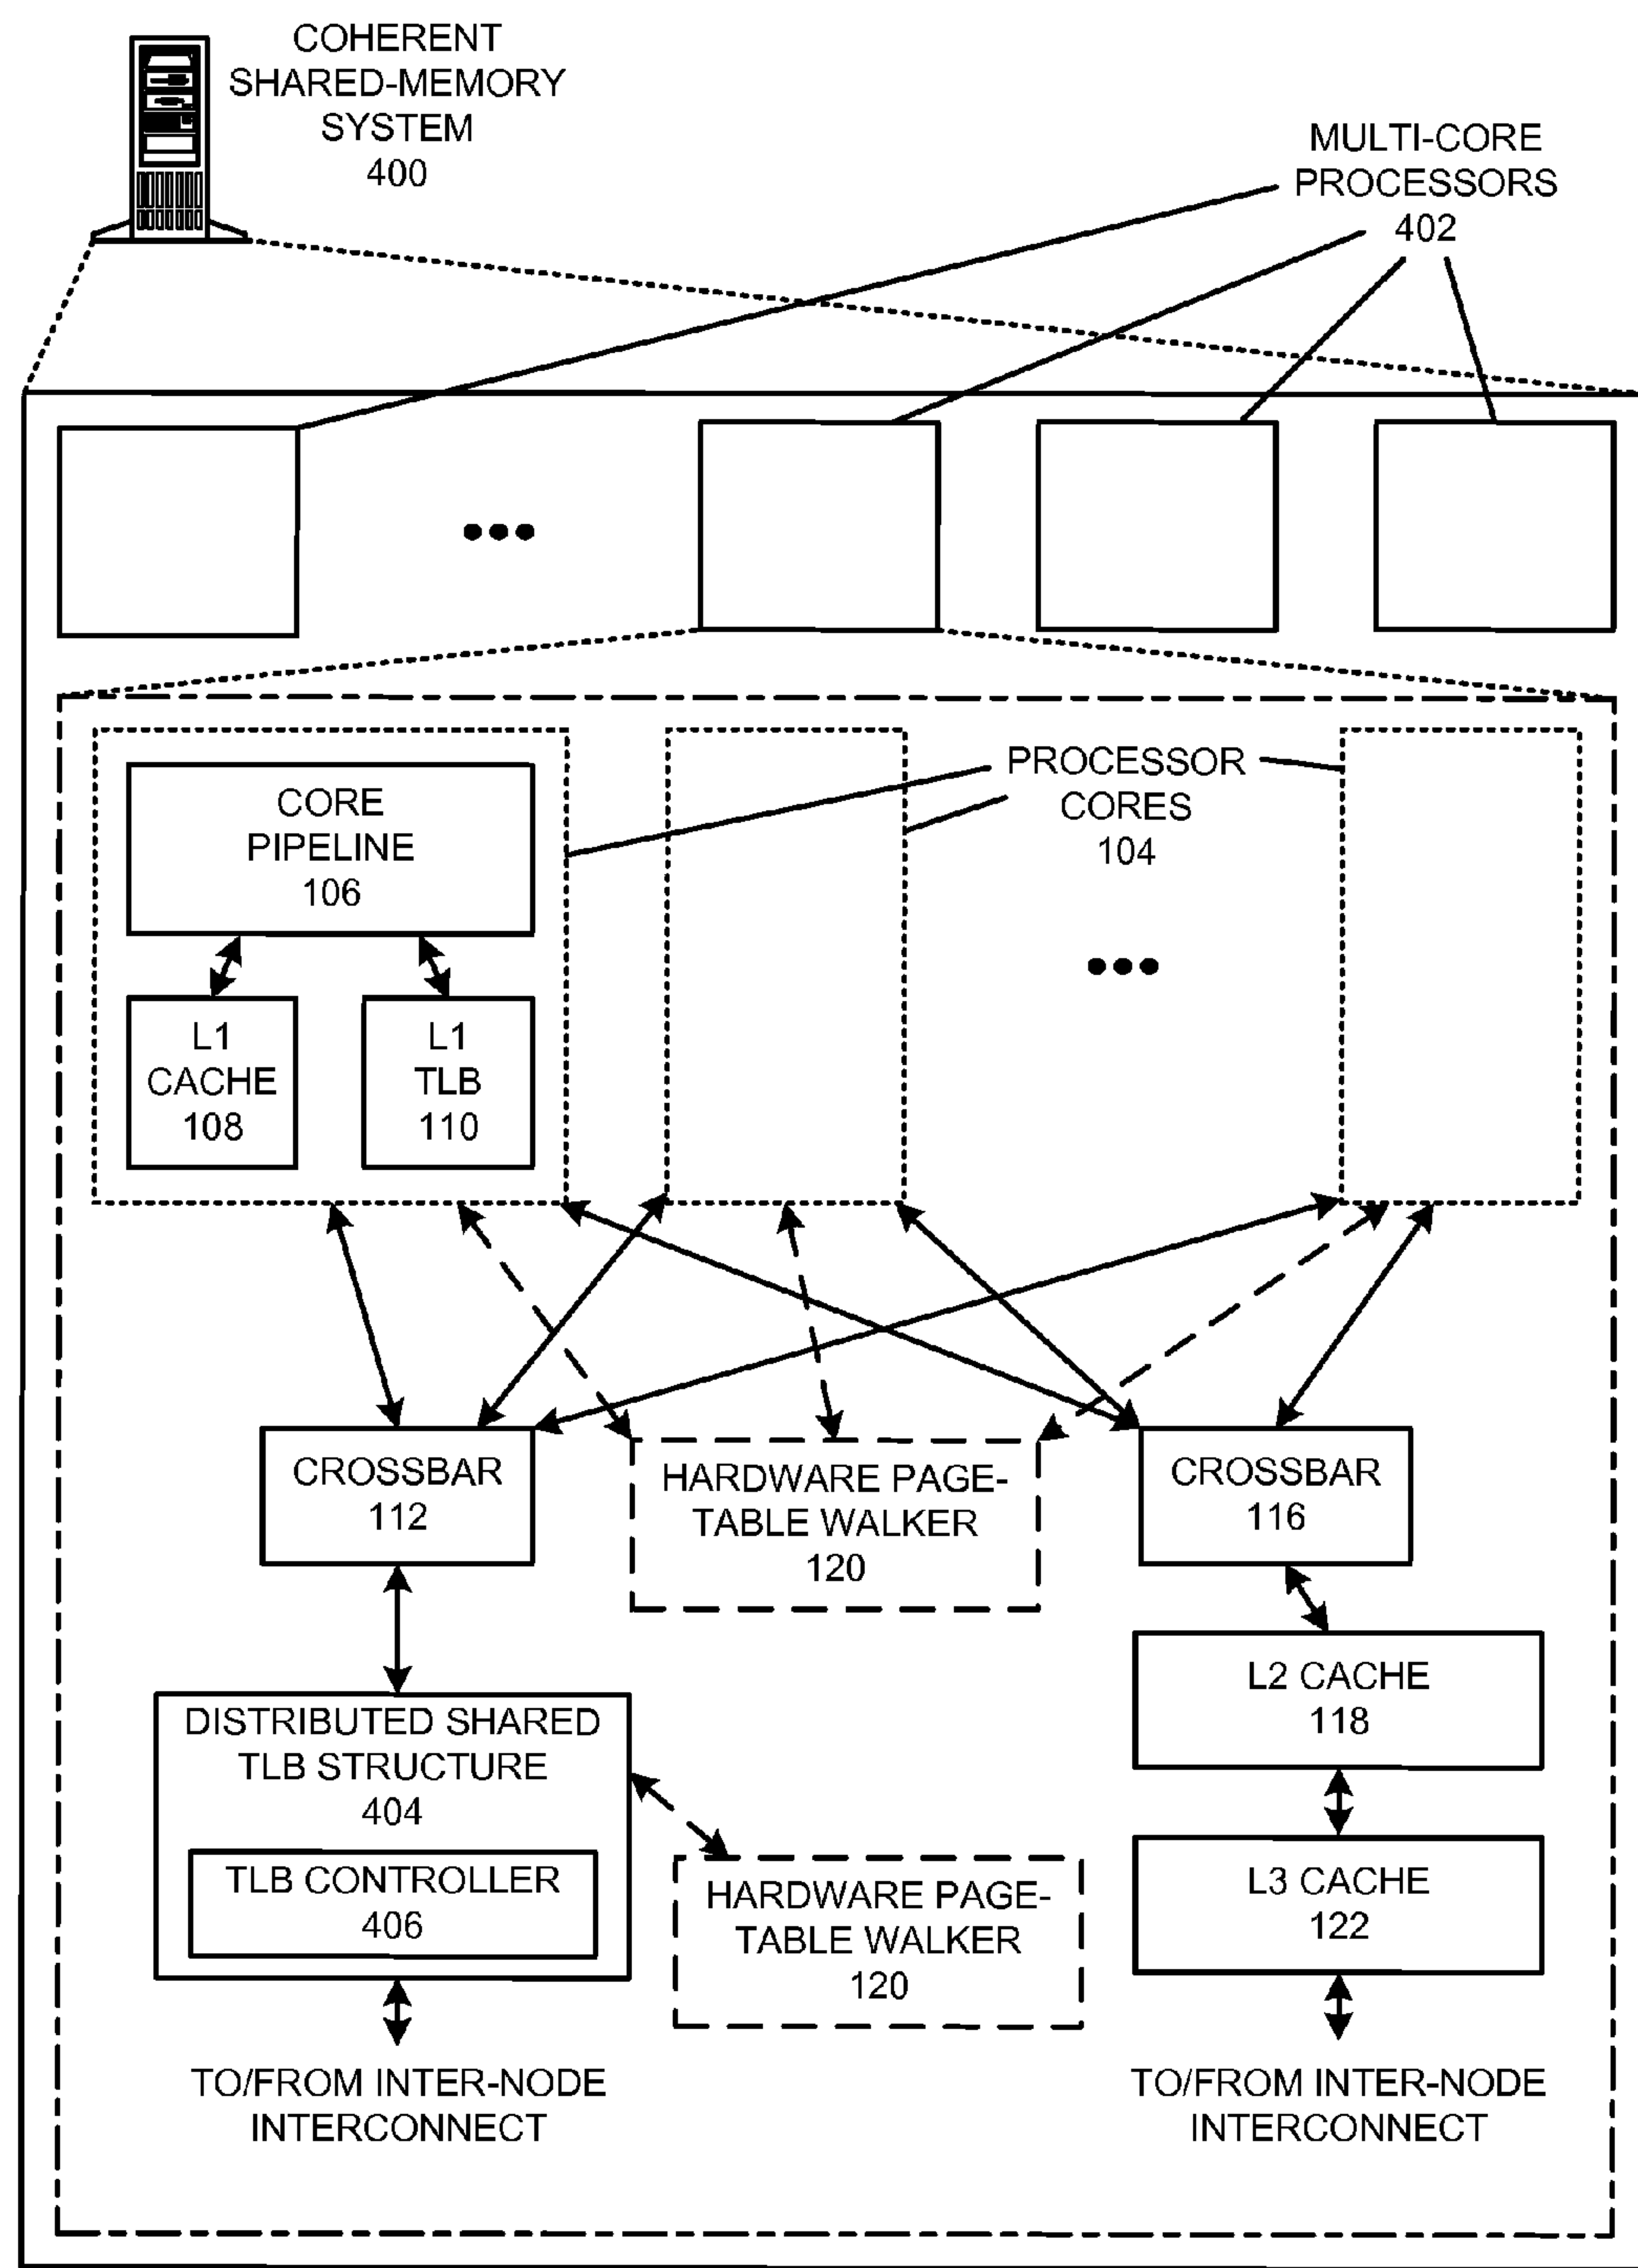 COHERENT
SHARED-MEMORY
SYSTEM
400
MULTI-CORE
PROCESSORS
402
•••
PROCESSOR
CORES
104
CORE
PIPELINE
106
•••
L1
CACHE
108
L1
TLB
110
CROSSBAR
112
HARDWARE PAGE-
TABLE WALKER
120
CROSSBAR
116
L2 CACHE
118
DISTRIBUTED SHARED
TLB STRUCTURE
404
TLB CONTROLLER
406
HARDWARE PAGE-
TABLE WALKER
120
L3 CACHE
122
TO/FROM INTER-NODE
INTERCONNECT
TO/FROM INTER-NODE
INTERCONNECT